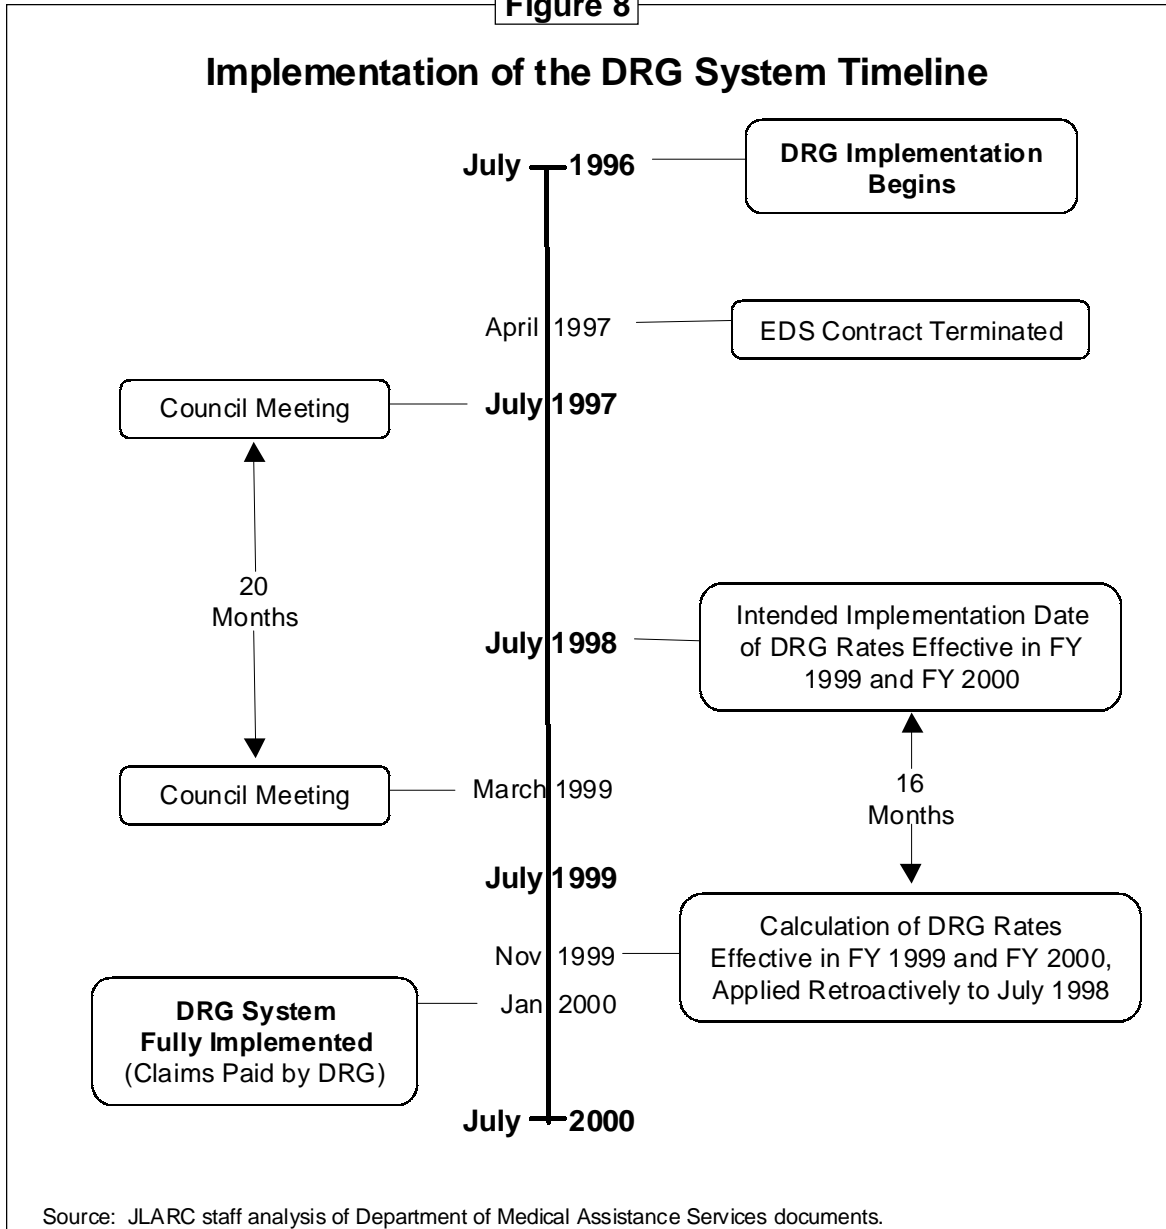 Figure 8
Implementation of the DRG System Timeline
July 1996
DRG Implementation
Begins
April 1997
EDS Contract Terminated
Council Meeting
July 1997
20
Months
July 1998
Intended Implementation Date
of DRG Rates Effective in FY
1999 and FY 2000
Council Meeting
March 1999
16
Months
July 1999
Nov 1999
Calculation of DRG Rates
Effective in FY 1999 and FY 2000,
Applied Retroactively to July 1998
DRG System
Fully Implemented
(Claims Paid by DRG)
Jan 2000
July 2000
Source: JLARC staff analysis of Department of Medical Assistance Services documents.